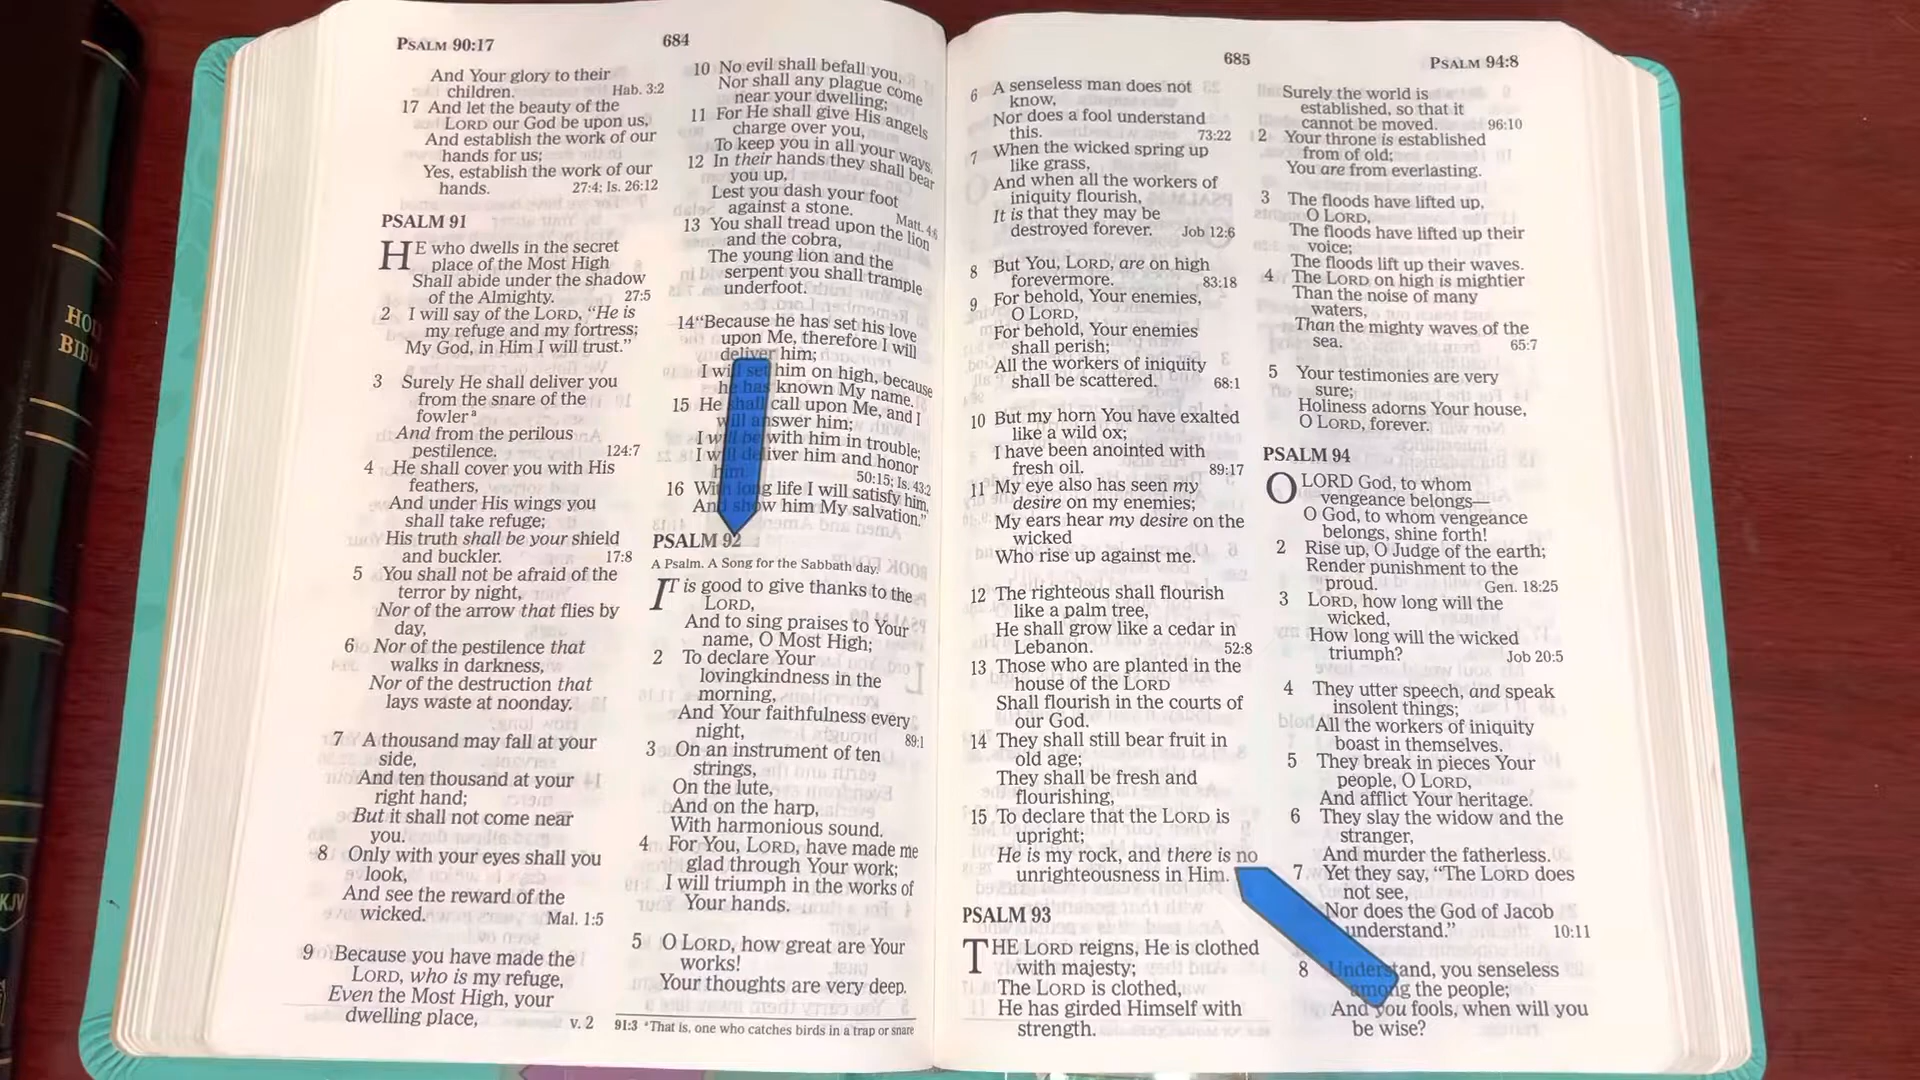 HOLY
BIBLE
KJV
PSALM 90:17
684
And Your glory to their
children. Hab. 3:2
17 And let the beauty of the
LORD our God be upon us,
And establish the work of our
hands for us;
Yes, establish the work of our
hands. 27:4; Is. 26:12
PSALM 91
HE who dwells in the secret
place of the Most High
Shall abide under the shadow
of the Almighty. 27:5
2 I will say of the LORD, “He is
my refuge and my fortress;
My God, in Him I will trust.”
3 Surely He shall deliver you
from the snare of the
fowler a
And from the perilous
pestilence. 124:7
4 He shall cover you with His
feathers,
And under His wings you
shall take refuge;
His truth shall be your shield
and buckler. 17:8
5 You shall not be afraid of the
terror by night,
Nor of the arrow that flies by
day,
6 Nor of the pestilence that
walks in darkness,
Nor of the destruction that
lays waste at noonday.
7 A thousand may fall at your
side,
And ten thousand at your
right hand;
But it shall not come near
you.
8 Only with your eyes shall you
look,
And see the reward of the
wicked. Mal. 1:5
9 Because you have made the
LORD, who is my refuge,
Even the Most High, your
dwelling place, v. 2
10 No evil shall befall you,
Nor shall any plague come
near your dwelling;
11 For He shall give His angels
charge over you,
To keep you in all your ways.
12 In their hands they shall bear
you up,
Lest you dash your foot
against a stone. Matt. 4:6
13 You shall tread upon the lion
and the cobra,
The young lion and the
serpent you shall trample
underfoot.
14 “Because he has set his love
upon Me, therefore I will
deliver him;
I will set him on high, because
he has known My name.
15 He shall call upon Me, and I
will answer him;
I will be with him in trouble;
I will deliver him and honor
him. 50:15; Is. 43:2
16 With long life I will satisfy him,
And show him My salvation.”
PSALM 92
A Psalm. A Song for the Sabbath day.
IT is good to give thanks to the
LORD,
And to sing praises to Your
name, O Most High;
2 To declare Your
lovingkindness in the
morning,
And Your faithfulness every
night, 89:1
3 On an instrument of ten
strings,
On the lute,
And on the harp,
With harmonious sound.
4 For You, LORD, have made me
glad through Your work;
I will triumph in the works of
Your hands.
5 O LORD, how great are Your
works!
Your thoughts are very deep.
91:3 a That is, one who catches birds in a trap or snare
685
PSALM 94:8
6 A senseless man does not
know,
Nor does a fool understand
this. 73:22
7 When the wicked spring up
like grass,
And when all the workers of
iniquity flourish,
It is that they may be
destroyed forever. Job 12:6
8 But You, LORD, are on high
forevermore. 83:18
9 For behold, Your enemies,
O LORD,
For behold, Your enemies
shall perish;
All the workers of iniquity
shall be scattered. 68:1
10 But my horn You have exalted
like a wild ox;
I have been anointed with
fresh oil. 89:17
11 My eye also has seen my
desire on my enemies;
My ears hear my desire on the
wicked
Who rise up against me.
12 The righteous shall flourish
like a palm tree,
He shall grow like a cedar in
Lebanon. 52:8
13 Those who are planted in the
house of the LORD
Shall flourish in the courts of
our God.
14 They shall still bear fruit in
old age;
They shall be fresh and
flourishing,
15 To declare that the LORD is
upright;
He is my rock, and there is no
unrighteousness in Him.
PSALM 93
THE LORD reigns, He is clothed
with majesty;
The LORD is clothed,
He has girded Himself with
strength.
Surely the world is
established, so that it
cannot be moved. 96:10
2 Your throne is established
from of old;
You are from everlasting.
3 The floods have lifted up,
O LORD,
The floods have lifted up their
voice;
The floods lift up their waves.
4 The LORD on high is mightier
Than the noise of many
waters,
Than the mighty waves of the
sea. 65:7
5 Your testimonies are very
sure;
Holiness adorns Your house,
O LORD, forever.
PSALM 94
O LORD God, to whom
vengeance belongs—
O God, to whom vengeance
belongs, shine forth!
2 Rise up, O Judge of the earth;
Render punishment to the
proud. Gen. 18:25
3 LORD, how long will the
wicked,
How long will the wicked
triumph? Job 20:5
4 They utter speech, and speak
insolent things;
All the workers of iniquity
boast in themselves.
5 They break in pieces Your
people, O LORD,
And afflict Your heritage.
6 They slay the widow and the
stranger,
And murder the fatherless.
7 Yet they say, “The LORD does
not see,
Nor does the God of Jacob
understand.” 10:11
8 Understand, you senseless
among the people;
And you fools, when will you
be wise?